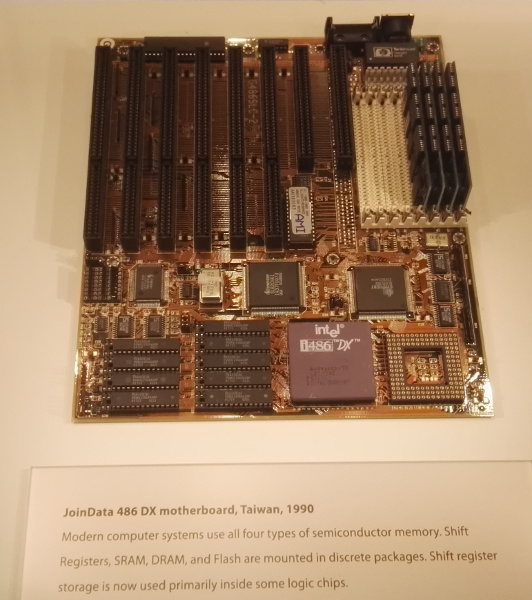 AMI
intel®
i486™ DX™
JoinData 486 DX motherboard, Taiwan, 1990
Modern computer systems use all four types of semiconductor memory. Shift
Registers, SRAM, DRAM, and Flash are mounted in discrete packages. Shift register
storage is now used primarily inside some logic chips.